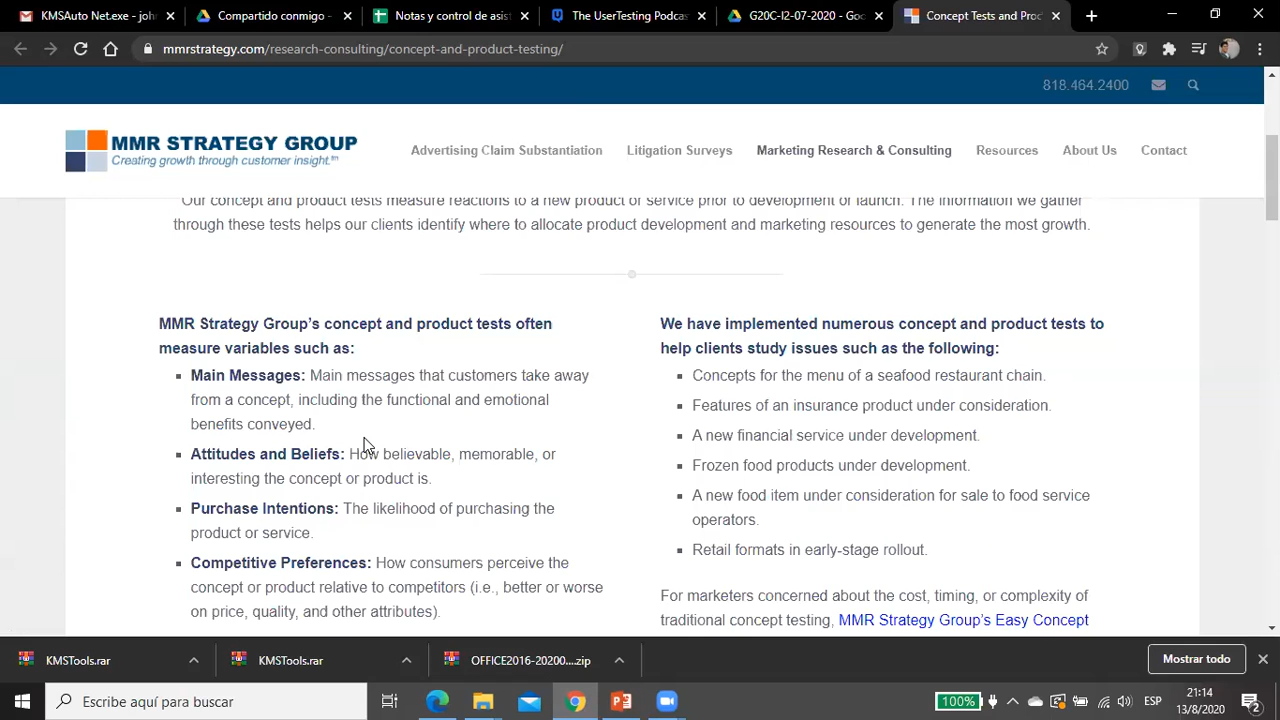 KMSAuto Net.exe - john
Compartido conmigo -
Notas y control de asist
The UserTesting Podcas
G20C-I2-07-2020 - Goo
Concept Tests and Proc
mmrstrategy.com/research-consulting/concept-and-product-testing/
818.464.2400
MMR STRATEGY GROUP
Creating growth through customer insight.™
Advertising Claim Substantiation
Litigation Surveys
Marketing Research & Consulting
Resources
About Us
Contact
Our concept and product tests measure reactions to a new product or service prior to development or launch. The information we gather
through these tests helps our clients identify where to allocate product development and marketing resources to generate the most growth.
MMR Strategy Group's concept and product tests often
measure variables such as:
Main Messages: Main messages that customers take away
from a concept, including the functional and emotional
benefits conveyed.
Attitudes and Beliefs: How believable, memorable, or
interesting the concept or product is.
Purchase Intentions: The likelihood of purchasing the
product or service.
Competitive Preferences: How consumers perceive the
concept or product relative to competitors (i.e., better or worse
on price, quality, and other attributes).
We have implemented numerous concept and product tests to
help clients study issues such as the following:
Concepts for the menu of a seafood restaurant chain.
Features of an insurance product under consideration.
A new financial service under development.
Frozen food products under development.
A new food item under consideration for sale to food service
operators.
Retail formats in early-stage rollout.
For marketers concerned about the cost, timing, or complexity of
traditional concept testing, MMR Strategy Group's Easy Concept
KMSTools.rar
KMSTools.rar
OFFICE2016-20200....zip
Mostrar todo
Escribe aquí para buscar
100%
ESP
21:14
13/8/2020
2